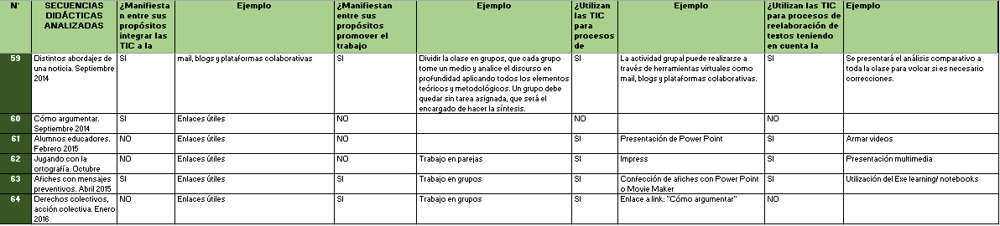 N°
SECUENCIAS
DIDÁCTICAS
ANALIZADAS
¿Manifiesta
n entre sus
propósitos
integrar las
TIC a la
Ejemplo
¿Manifiestan
entre sus
propósitos
promover el
trabajo
Ejemplo
¿Utilizan
las TIC
para
procesos
de
Ejemplo
¿Utilizan las TIC
para procesos de
reelaboración de
textos teniendo
en cuenta la
Ejemplo
59
Distintos abordajes de
una noticia. Septiembre
2014
SI
mail, blogs y plataformas colaborativas
SI
Dividir la clase en grupos, que cada grupo
tome un medio y analice el discurso en
profundidad aplicando todos los elementos
teóricos y metodológicos. Un grupo debe
quedar sin tarea asignada, que será el
encargado de hacer la síntesis.
SI
La actividad grupal puede realizarse a
través de herramientas virtuales como
mail, blogs y plataformas colaborativas.
SI
Se presentará el análisis comparativo a
toda la clase para volcar si es necesario
correcciones.
60
Cómo argumentar.
Septiembre 2014
SI
Enlaces útiles
NO
NO
NO
61
Alumnos educadores.
Febrero 2015
NO
Enlaces útiles
NO
SI
Presentación de Power Point
SI
Armar videos
62
Jugando con la
ortografía. Octubre
NO
Enlaces útiles
NO
Trabajo en parejas
SI
Impress
SI
Presentación multimedia
63
Afiches con mensajes
preventivos. Abril 2015
SI
Enlaces útiles
SI
Trabajo en grupos
SI
Confección de afiches con Power Point
o Movie Maker
SI
Utilización del Exe learning/ notebooks
64
Derechos colectivos,
acción colectiva. Enero
2016
NO
Enlaces útiles
SI
Trabajo en grupos
SI
Enlace a link: "Cómo argumentar"
NO